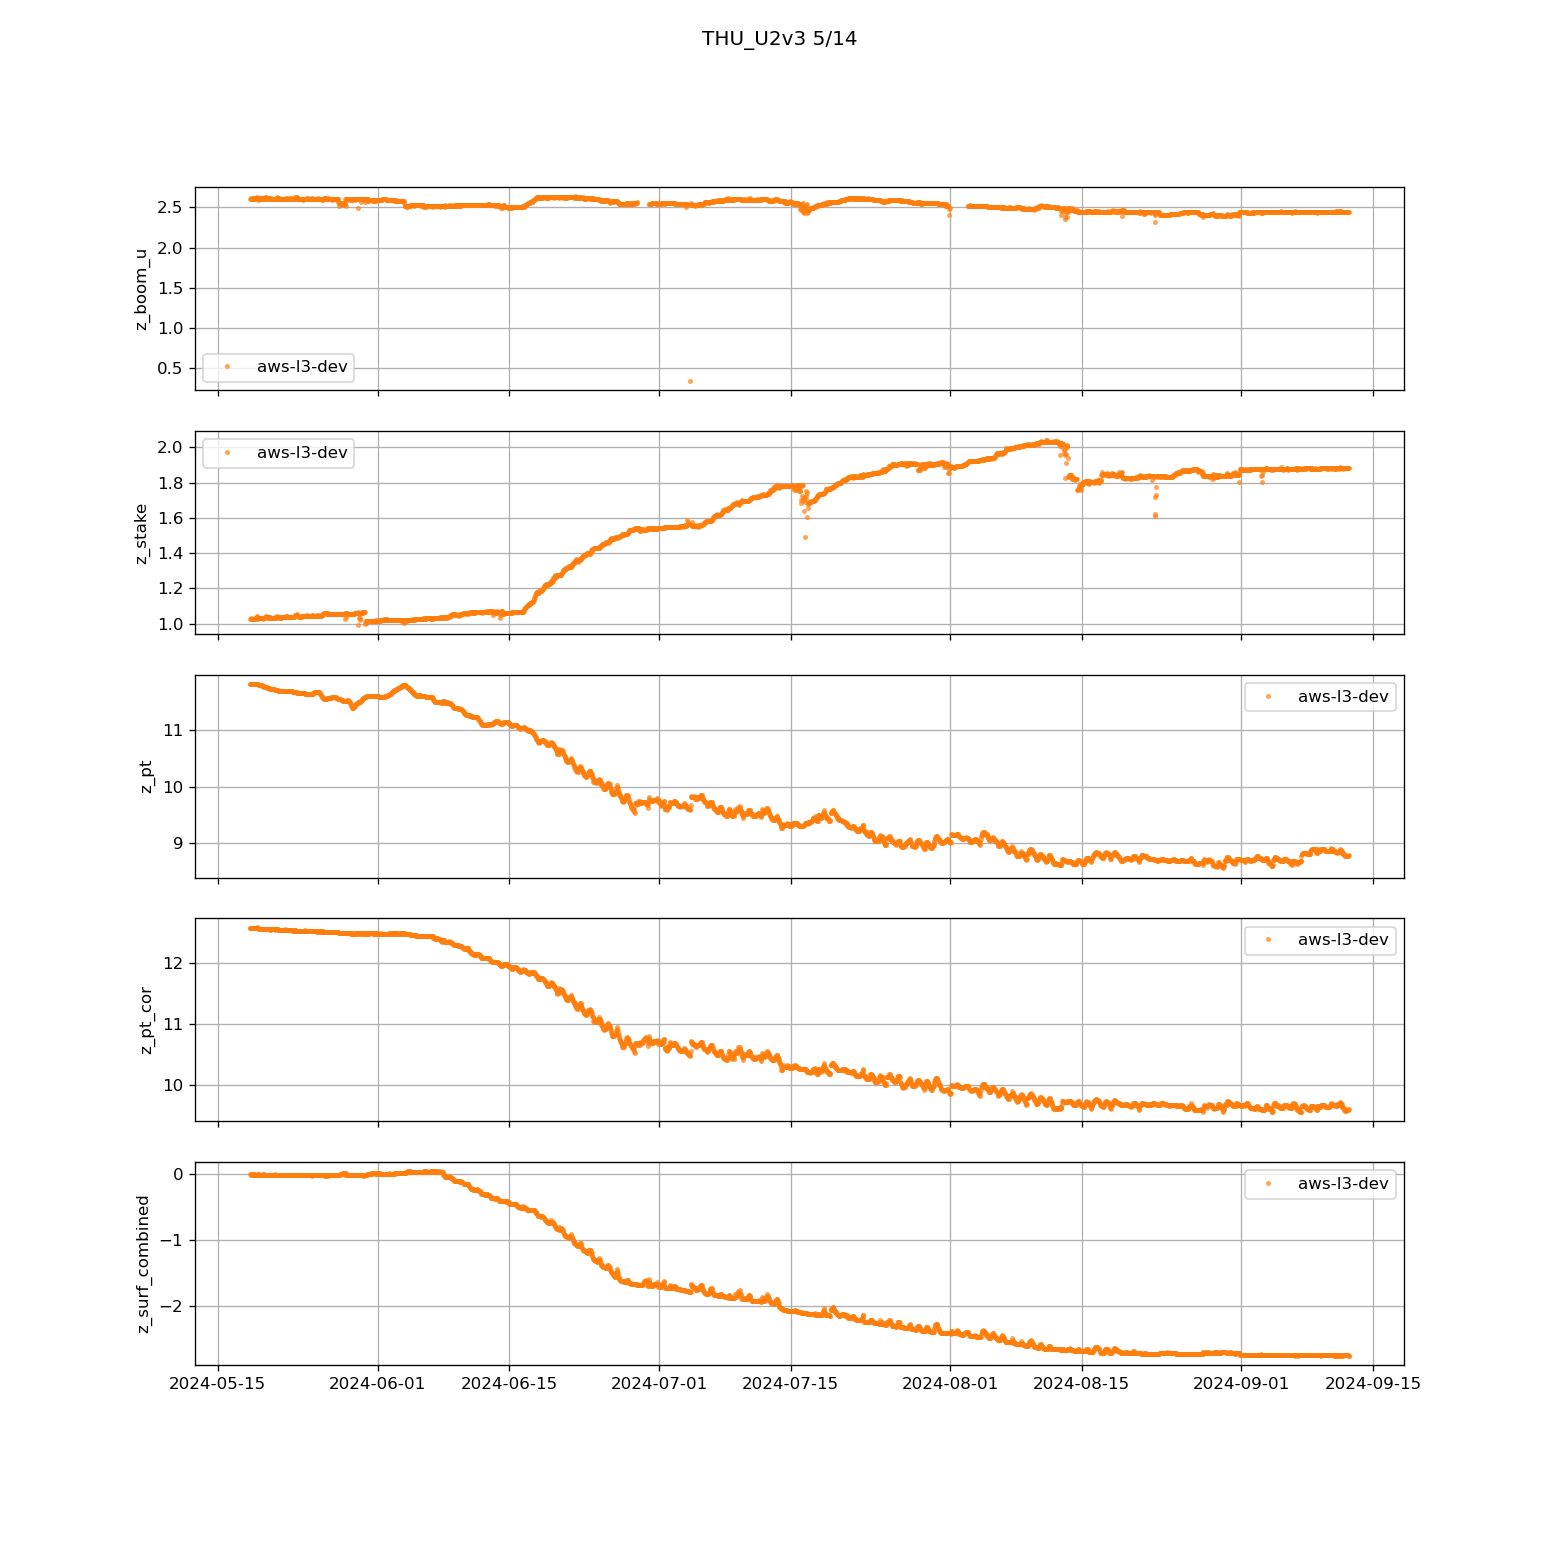 THU_U2v3 5/14
z_boom_u
2.5
2.0
1.5
1.0
0.5
aws-l3-dev
z_stake
2.0
1.8
1.6
1.4
1.2
1.0
aws-l3-dev
z_pt
11
10
9
aws-l3-dev
z_pt_cor
12
11
10
aws-l3-dev
z_surf_combined
0
−1
−2
aws-l3-dev
2024-05-15 2024-06-01 2024-06-15 2024-07-01 2024-07-15 2024-08-01 2024-08-15 2024-09-01 2024-09-15